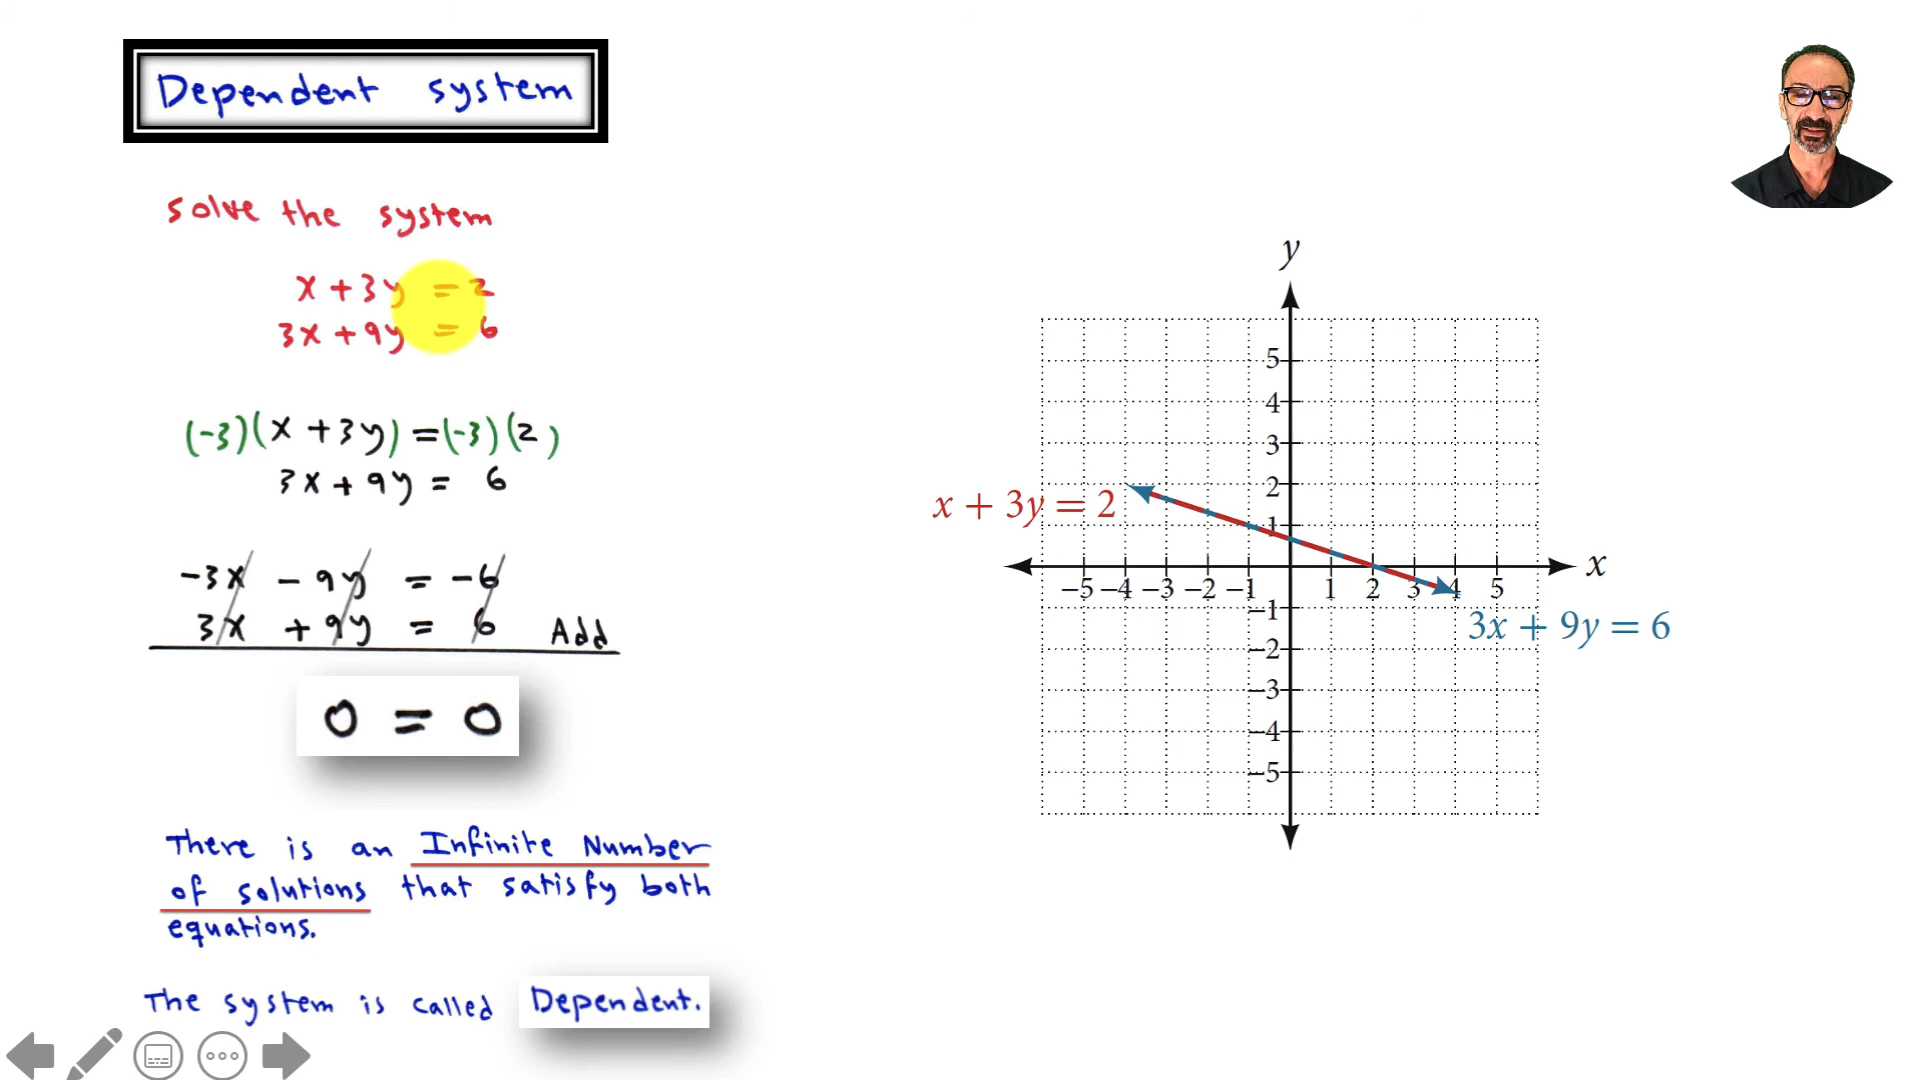 Dependent system
Solve the system
x + 3y = 2
3x + 9y = 6
(-3)(x + 3y) = (-3)(2)
3x + 9y = 6
-3x - 9y = -6
3x + 9y = 6 Add
0 = 0
There is an Infinite Number
of solutions that satisfy both
equations.
The system is called Dependent.
y
5
4
3
2
1
x + 3y = 2
x
−5 −4 −3 −2 −1 1 2 3 4 5
3x + 9y = 6
−1
−2
−3
−4
−5